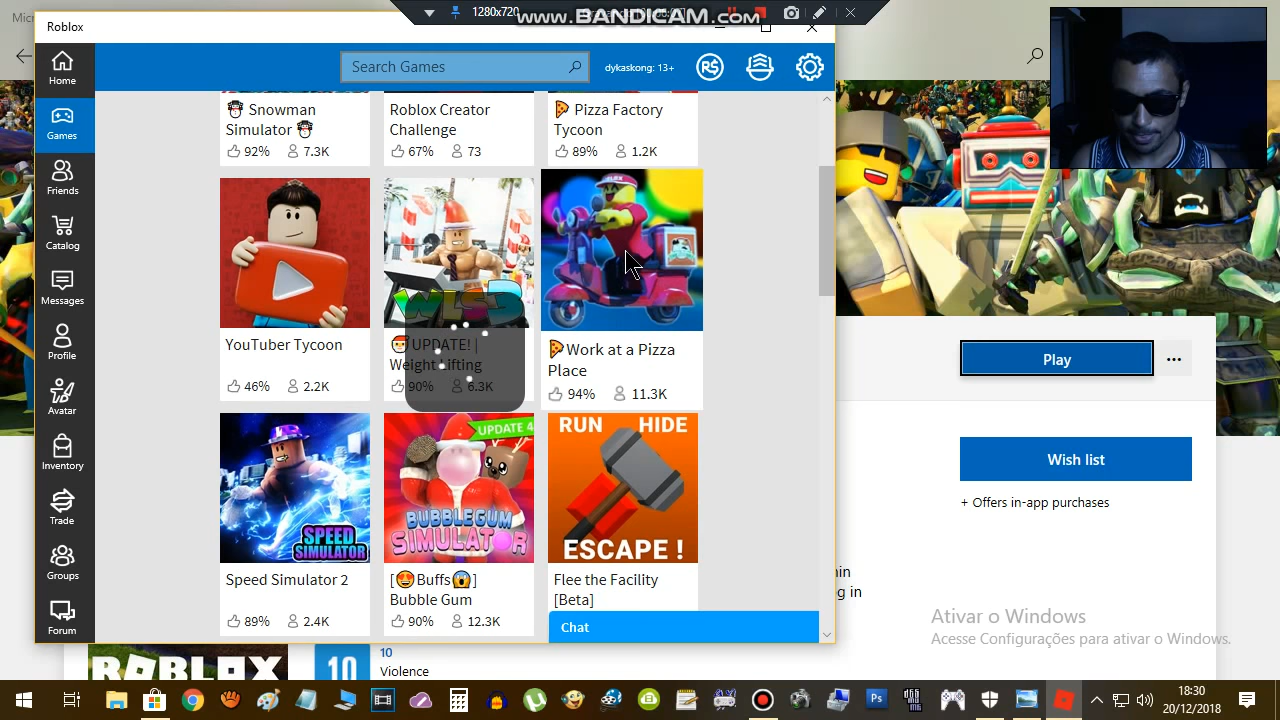 Micr
1280x720
www.BANDICAM.com
Roblox
Home
Games
Friends
Catalog
Messages
Profile
Avatar
Inventory
Trade
Groups
Forum
Search Games
dykaskong: 13+
R$
Snowman
Simulator
92% 7.3K
Roblox Creator
Challenge
67% 73
Pizza Factory
Tycoon
89% 1.2K
YouTuber Tycoon
46% 2.2K
WLS3
UPDATE! |
Weight Lifting
90% 6.3K
Work at a Pizza
Place
94% 11.3K
SPEED
SIMULATOR
Speed Simulator 2
89% 2.4K
UPDATE 4
BUBBLEGUM
SIMULATOR
[Buffs]
Bubble Gum
90% 12.3K
RUN HIDE
ESCAPE !
Flee the Facility
[Beta]
Chat
Play
...
Wish list
+ Offers in-app purchases
in
g in
Ativar o Windows
Acesse Configurações para ativar o Windows.
ROBLOX
10
10
Violence
Ps
18:30
20/12/2018